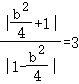 |b²/4+1| / |1-b²/4| =3